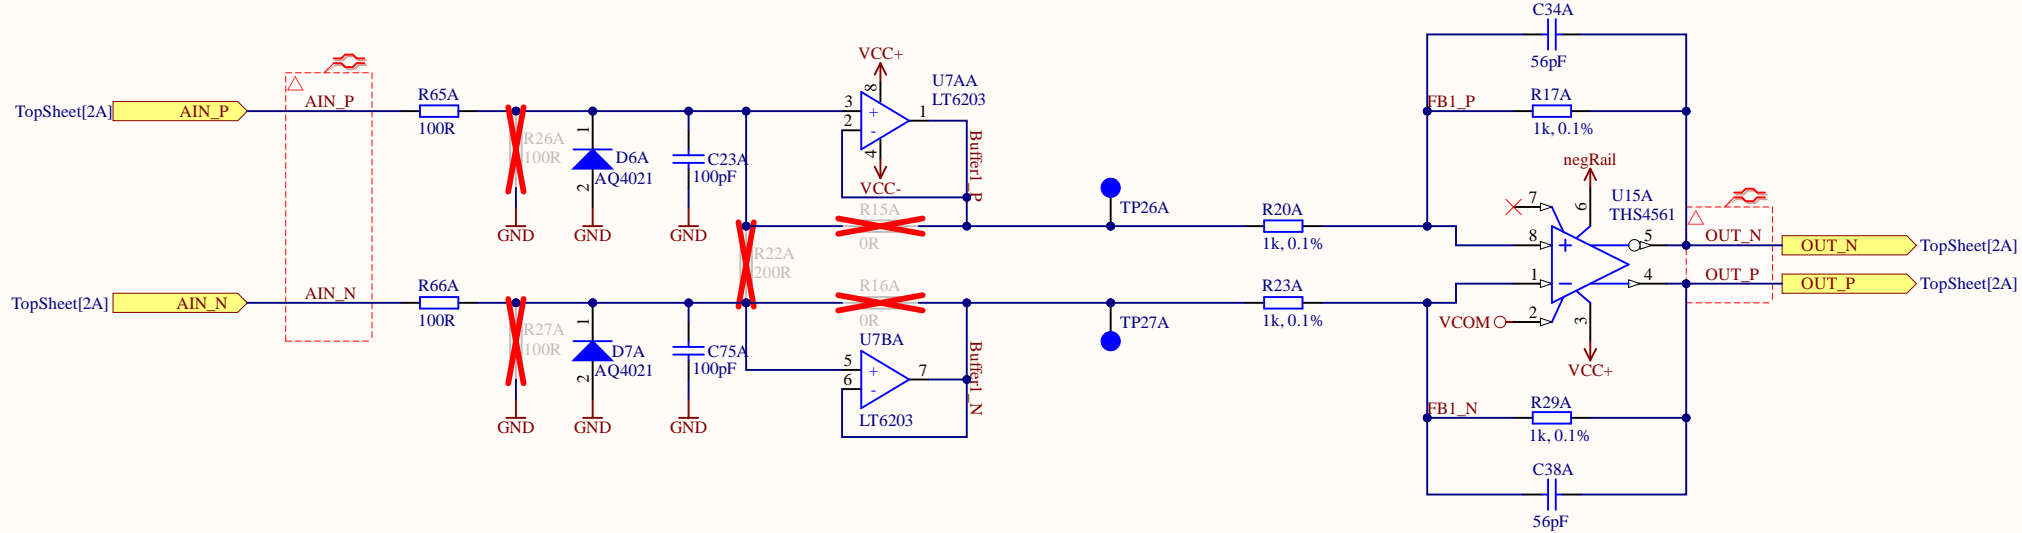 C34A
56pF
VCC+
U7AA
LT6203
8
3
2
1
4
VCC-
Buffer1_P
TopSheet[2A]
AIN_P
AIN_P
R65A
100R
R26A
100R
1
2
D6A
AQ4021
C23A
100pF
GND
GND
GND
FB1_P
R17A
1k, 0.1%
negRail
U15A
THS4561
7
6
8
5
1
4
2
3
R15A
0R
TP26A
R20A
1k, 0.1%
OUT_N
OUT_N
TopSheet[2A]
R22A
200R
OUT_P
OUT_P
TopSheet[2A]
TopSheet[2A]
AIN_N
AIN_N
R66A
100R
R16A
0R
R23A
1k, 0.1%
VCOM
TP27A
R27A
100R
1
2
D7A
AQ4021
C75A
100pF
U7BA
5
6
7
LT6203
Buffer1_N
VCC+
GND
GND
GND
FB1_N
R29A
1k, 0.1%
C38A
56pF